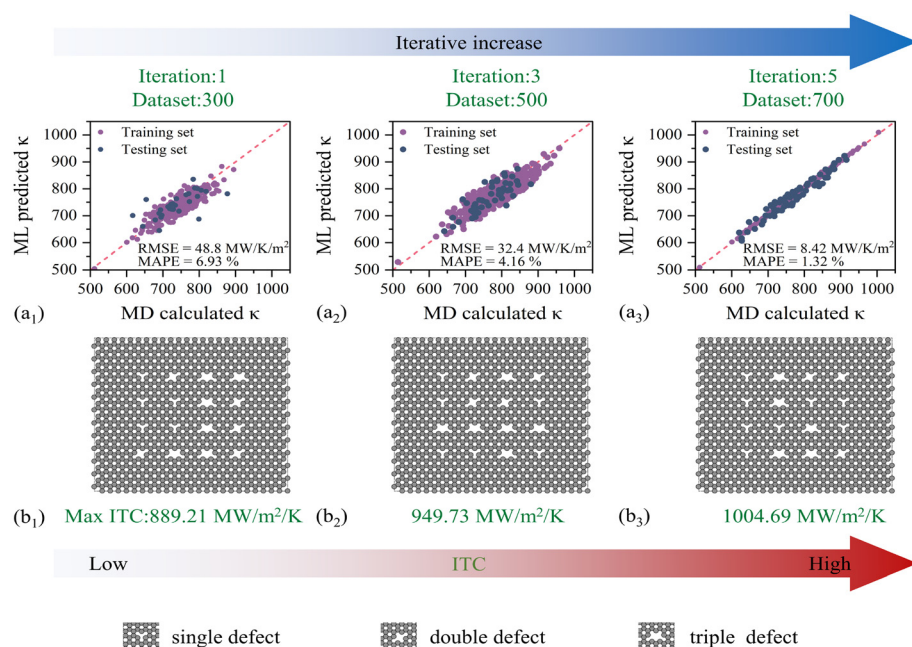 Iterative increase
Iteration:1
Dataset:300
Iteration:3
Dataset:500
Iteration:5
Dataset:700
ML predicted κ
1000
900
800
700
600
500
Training set
Testing set
RMSE = 48.8 MW/K/m²
MAPE = 6.93 %
500 600 700 800 900 1000
(a₁) MD calculated κ
ML predicted κ
1000
900
800
700
600
500
Training set
Testing set
RMSE = 32.4 MW/K/m²
MAPE = 4.16 %
500 600 700 800 900 1000
(a₂) MD calculated κ
ML predicted κ
1000
900
800
700
600
500
Training set
Testing set
RMSE = 8.42 MW/K/m²
MAPE = 1.32 %
500 600 700 800 900 1000
(a₃) MD calculated κ
(b₁) Max ITC:889.21 MW/m²/K
(b₂) 949.73 MW/m²/K
(b₃) 1004.69 MW/m²/K
Low ITC High
single defect
double defect
triple defect